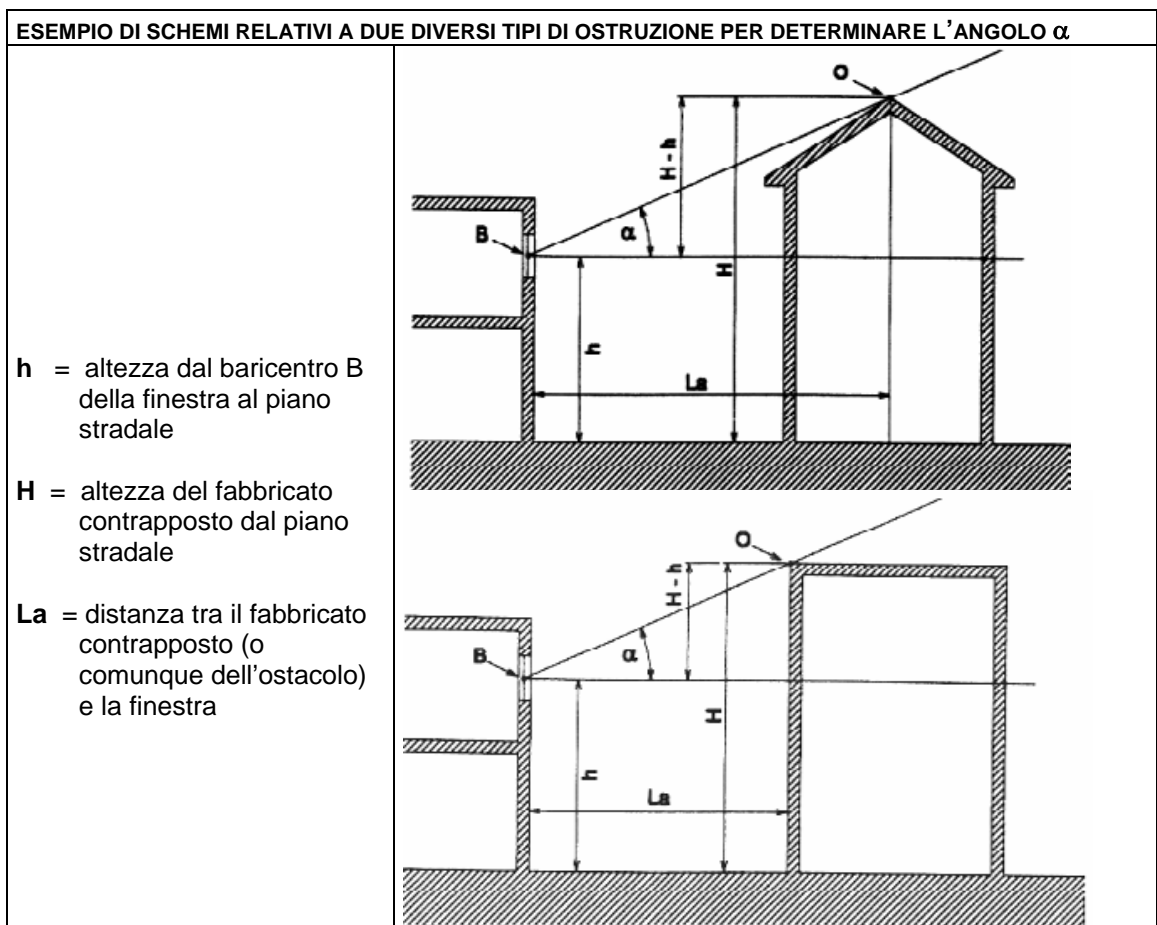 ESEMPIO DI SCHEMI RELATIVI A DUE DIVERSI TIPI DI OSTRUZIONE PER DETERMINARE L'ANGOLO α
h = altezza dal baricentro B
della finestra al piano
stradale
H = altezza del fabbricato
contrapposto dal piano
stradale
La = distanza tra il fabbricato
contrapposto (o
comunque dell'ostacolo)
e la finestra
O
H - h
B
α
H
h
La
O
H - h
B
α
H
h
La